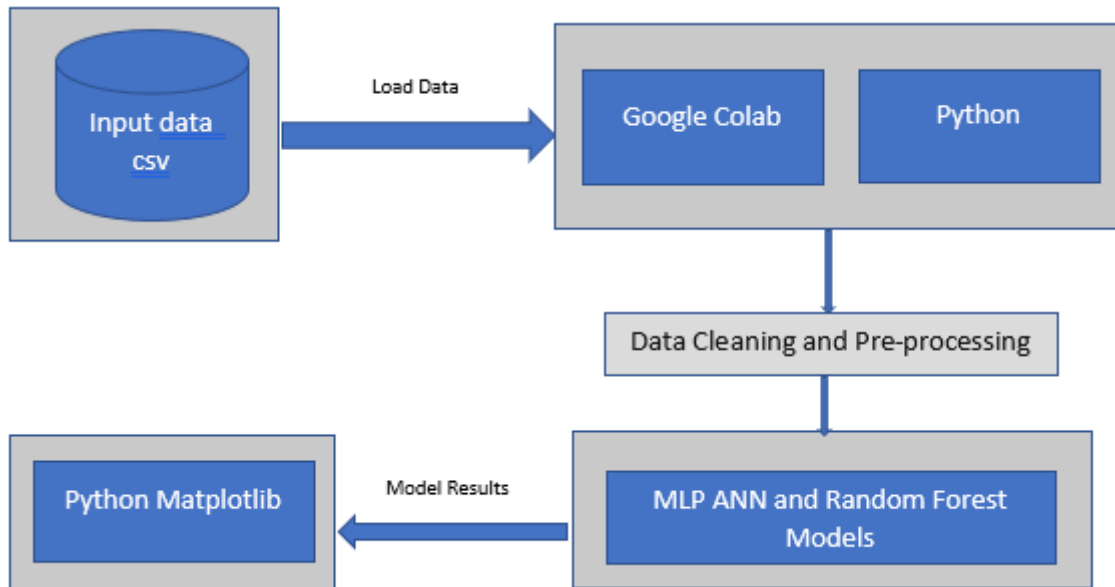 Input data
csv
Load Data
Google Colab
Python
Data Cleaning and Pre-processing
MLP ANN and Random Forest
Models
Model Results
Python Matplotlib